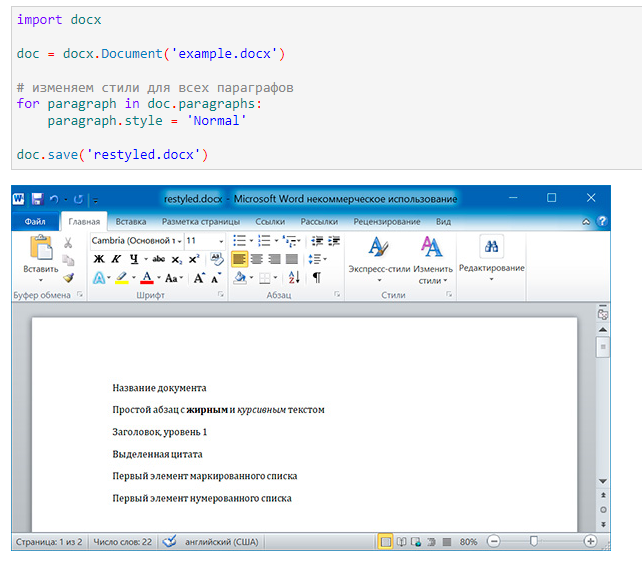 import docx
doc = docx.Document('example.docx')
# изменяем стили для всех параграфов
for paragraph in doc.paragraphs:
    paragraph.style = 'Normal'
doc.save('restyled.docx')
restyled.docx - Microsoft Word некоммерческое использование
Файл Главная Вставка Разметка страницы Ссылки Рассылки Рецензирование Вид
Cambria (Основной т 11
Вставить
Ж К Ч abc x₂ x²
A A Aa A A
Экспресс-стили Изменить стили Редактирование
Буфер обмена Шрифт Абзац Стили
Название документа
Простой абзац с жирным и курсивным текстом
Заголовок, уровень 1
Выделенная цитата
Первый элемент маркированного списка
Первый элемент нумерованного списка
Страница: 1 из 2 Число слов: 22 английский (США) 80%